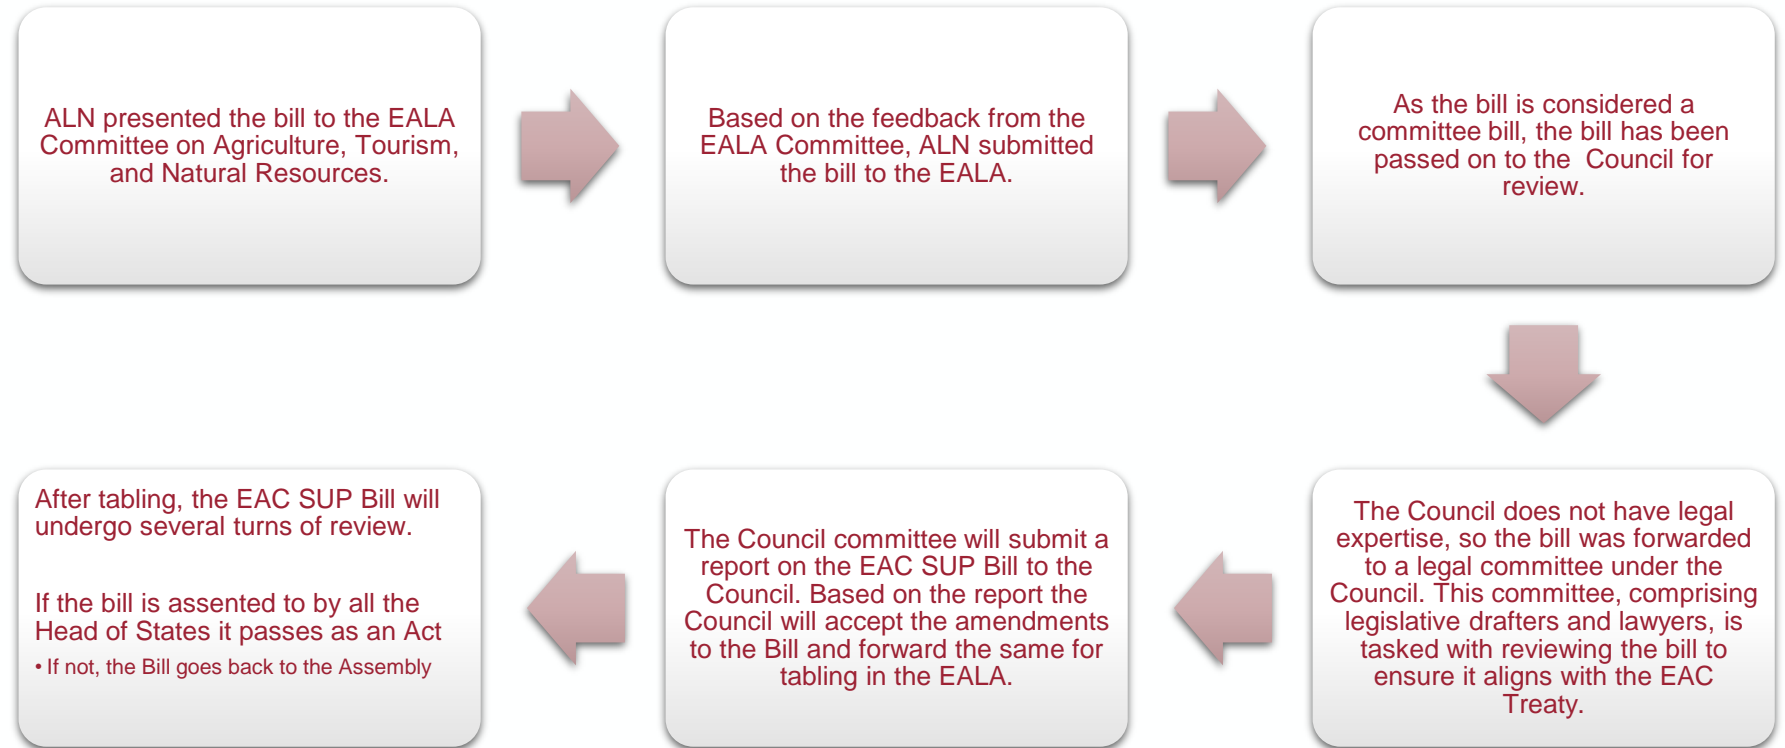 ALN presented the bill to the EALA
Committee on Agriculture, Tourism,
and Natural Resources.
Based on the feedback from the
EALA Committee, ALN submitted
the bill to the EALA.
As the bill is considered a
committee bill, the bill has been
passed on to the Council for
review.
The Council does not have legal
expertise, so the bill was forwarded
to a legal committee under the
Council. This committee, comprising
legislative drafters and lawyers, is
tasked with reviewing the bill to
ensure it aligns with the EAC
Treaty.
The Council committee will submit a
report on the EAC SUP Bill to the
Council. Based on the report the
Council will accept the amendments
to the Bill and forward the same for
tabling in the EALA.
After tabling, the EAC SUP Bill will
undergo several turns of review.
If the bill is assented to by all the
Head of States it passes as an Act
• If not, the Bill goes back to the Assembly